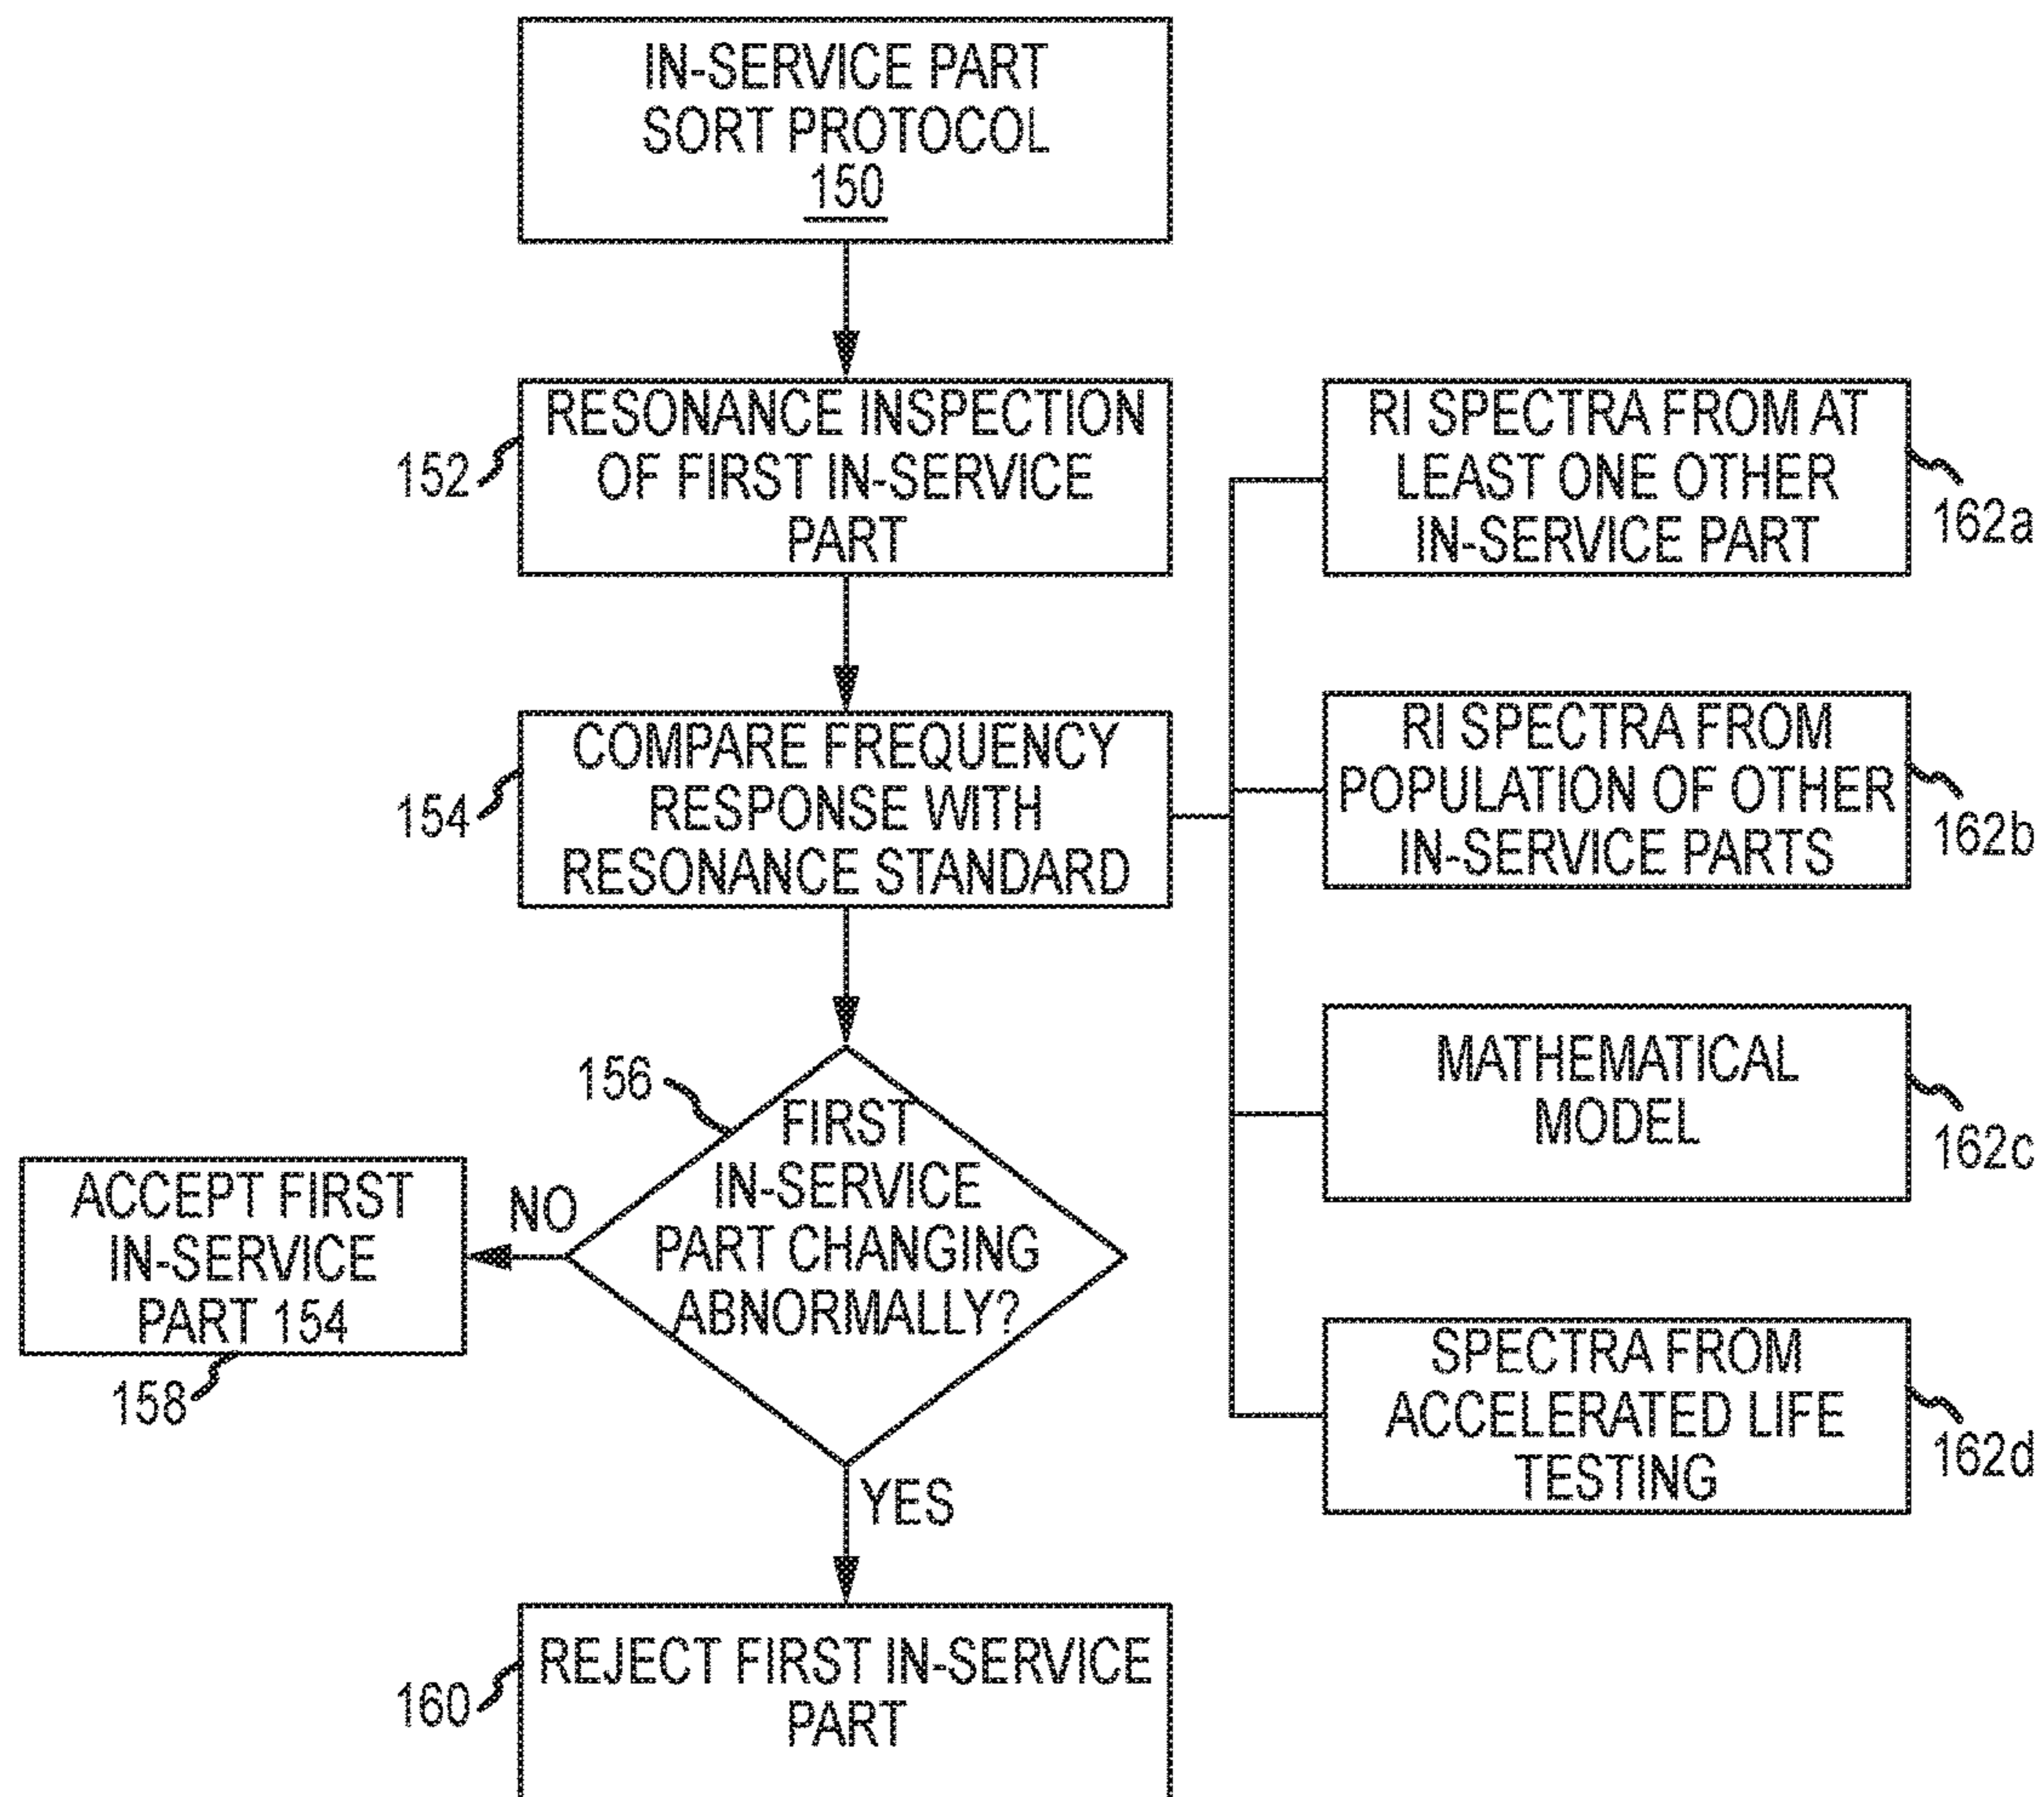 IN-SERVICE PART
SORT PROTOCOL
150
RESONANCE INSPECTION
OF FIRST IN-SERVICE
PART
152
COMPARE FREQUENCY
RESPONSE WITH
RESONANCE STANDARD
154
RI SPECTRA FROM AT
LEAST ONE OTHER
IN-SERVICE PART
162a
RI SPECTRA FROM
POPULATION OF OTHER
IN-SERVICE PARTS
162b
MATHEMATICAL
MODEL
162c
SPECTRA FROM
ACCELERATED LIFE
TESTING
162d
156
FIRST
IN-SERVICE
PART CHANGING
ABNORMALLY?
NO
ACCEPT FIRST
IN-SERVICE
PART 154
158
YES
REJECT FIRST IN-SERVICE
PART
160